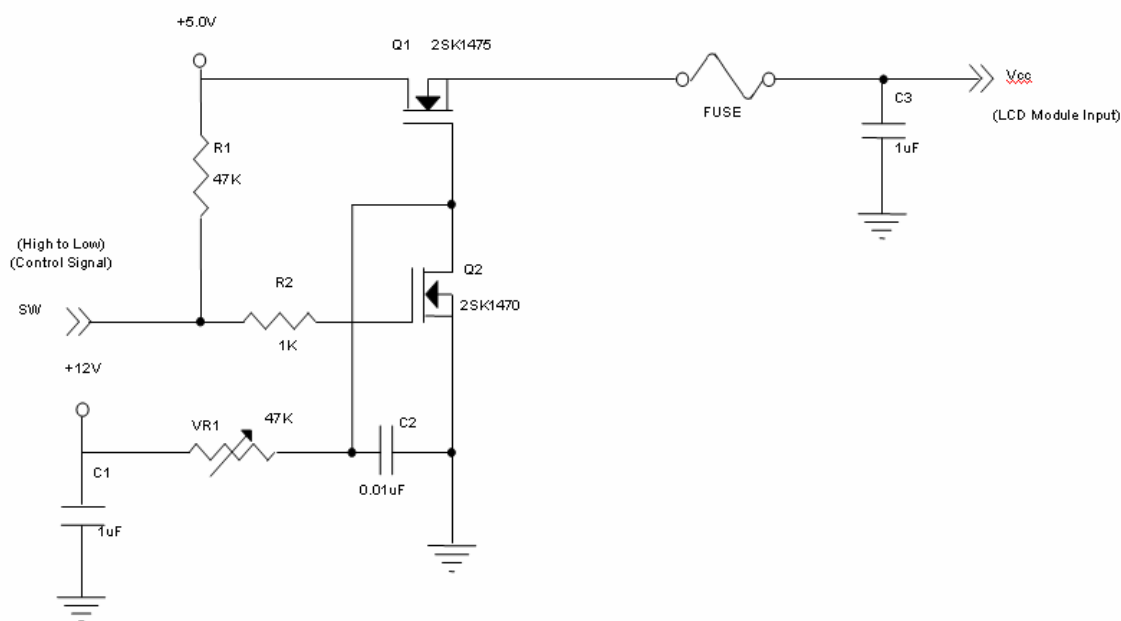 +5.0V
Q1 2SK1475
Vcc
FUSE
C3
(LCD Module Input)
1uF
R1
47K
(High to Low)
(Control Signal)
SW
R2
1K
Q2
2SK1470
+12V
VR1
47K
C2
0.01uF
C1
1uF